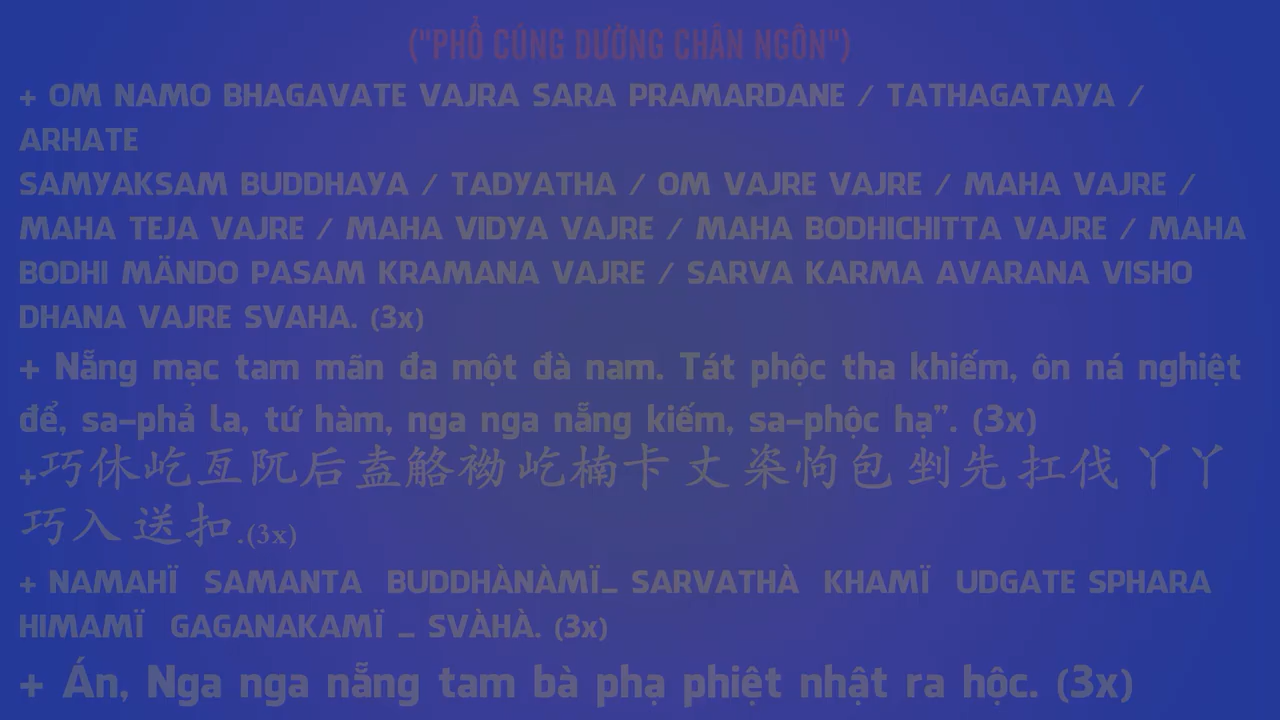 ("PHỔ CÚNG DƯỜNG CHÂN NGÔN")
+ OM NAMO BHAGAVATE VAJRA SARA PRAMARDANE / TATHAGATAYA /
ARHATE
SAMYAKSAM BUDDHAYA / TADYATHA / OM VAJRE VAJRE / MAHA VAJRE /
MAHA TEJA VAJRE / MAHA VIDYA VAJRE / MAHA BODHICHITTA VAJRE / MAHA
BODHI MÄNDO PASAM KRAMANA VAJRE / SARVA KARMA AVARANA VISHO
DHANA VAJRE SVAHA. (3x)
+ Nẵng mạc tam mãn đa một đà nam. Tát phộc tha khiếm, ôn ná nghiệt
để, sa-phả la, tứ hàm, nga nga nẵng kiếm, sa-phộc hạ”. (3x)
+巧休屹亙阢后盍觡袎屹楠卡丈 栥怐包剉先扛伐丫丫
巧入送扣.(3x)
+ NAMAHÏ SAMANTA BUDDHÀNÀMÏ_ SARVATHÀ KHAMÏ UDGATE SPHARA
HIMAMÏ GAGANAKAMÏ _ SVÀHÀ. (3x)
+ Án, Nga nga nẵng tam bà phạ phiệt nhật ra hộc. (3x)